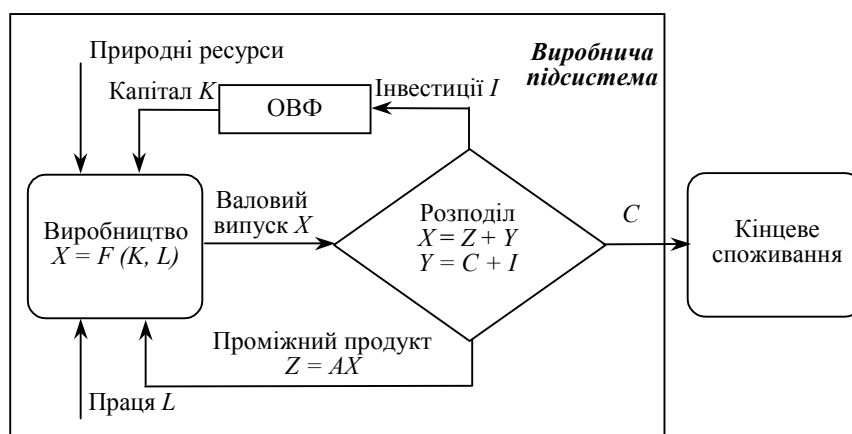 Природні ресурси
Виробнича
підсистема
Капітал K
ОВФ
Інвестиції I
Виробництво
X = F (K, L)
Валовий
випуск X
Розподіл
X = Z + Y
Y = C + I
C
Кінцеве
споживання
Проміжний продукт
Z = AX
Праця L